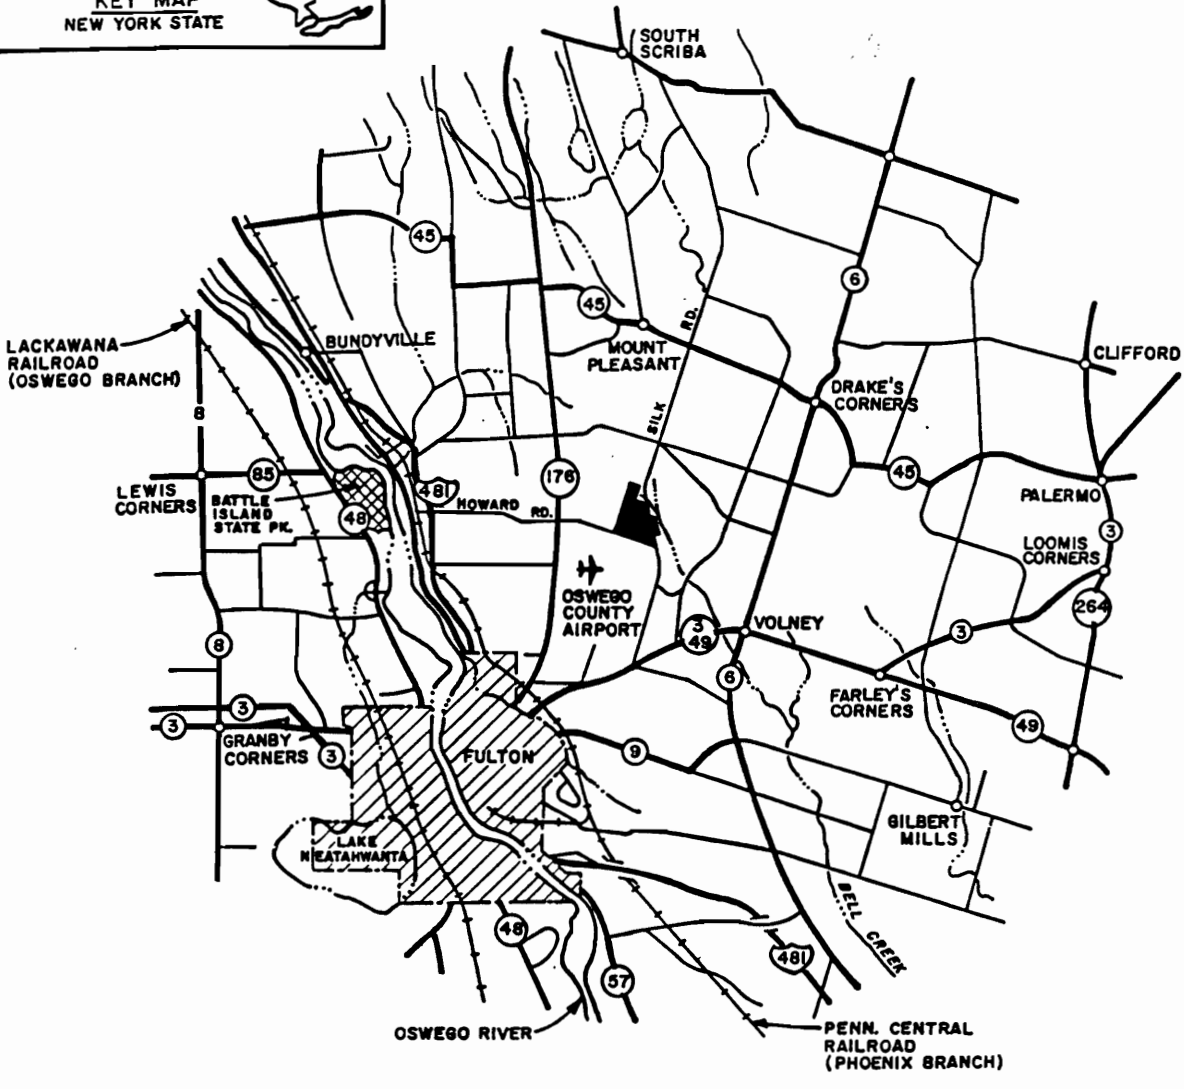 KEY MAP
NEW YORK STATE
SOUTH
SCRIBA
45
6
45
LACKAWANA
RAILROAD
(OSWEGO BRANCH)
BUNDYVILLE
RD.
MOUNT
PLEASANT
CLIFFORD
DRAKE'S
CORNERS
8
SILK
85
176
45
LEWIS
CORNERS
BATTLE
ISLAND
STATE PK.
48
481
HOWARD RD.
PALERMO
3
LOOMIS
CORNERS
OSWEGO
COUNTY
AIRPORT
264
8
3
49
VOLNEY
3
6
FARLEY'S
CORNERS
3
3
49
GRANBY
CORNERS
3
FULTON
9
GILBERT
MILLS
LAKE
NEATAHWANTA
BELL CREEK
48
481
57
OSWEGO RIVER
PENN. CENTRAL
RAILROAD
(PHOENIX BRANCH)